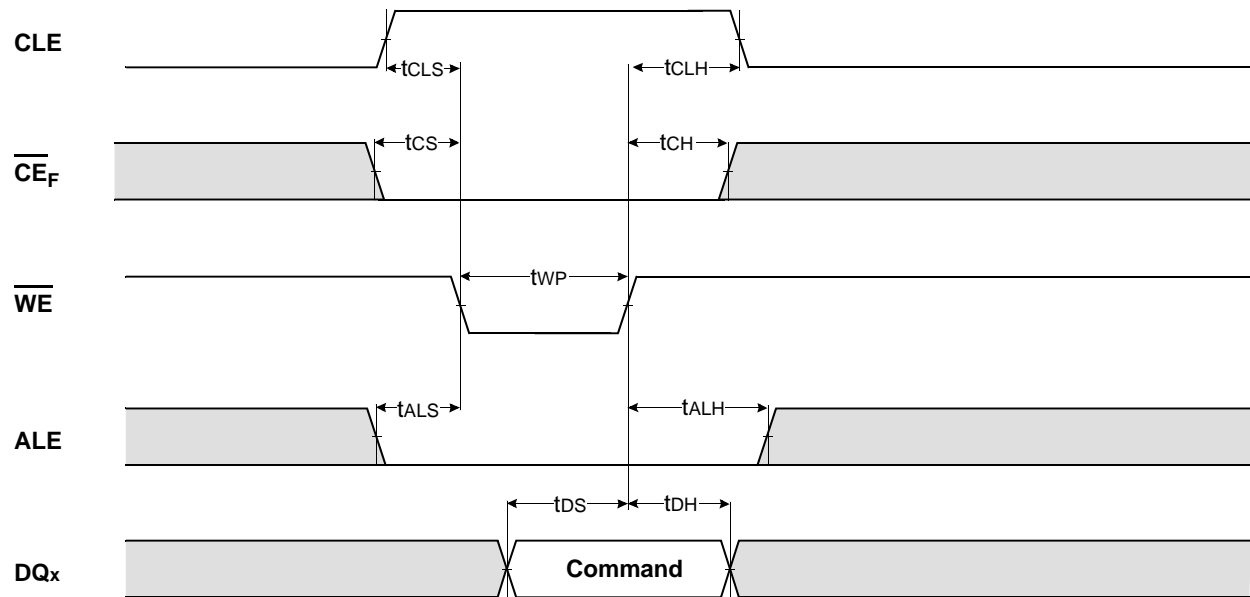 CLE
tCLS
tCLH
CEF
tCS
tCH
WE
tWP
ALE
tALS
tALH
tDS
tDH
DQx
Command